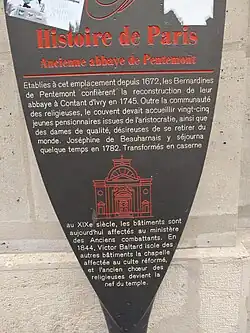 Histoire de Paris
Ancienne abbaye de Pentemont
Etablies à cet emplacement depuis 1672, les Bernardines
de Pentemont confièrent la reconstruction de leur
abbaye à Contant d'Ivry en 1745. Outre la communauté
des religieuses, le couvent devait accueillir vingt-cinq
jeunes pensionnaires issues de l'aristocratie, ainsi que
des dames de qualité, désireuses de se retirer du
monde. Joséphine de Beauharnais y séjourna
quelque temps en 1782. Transformés en caserne
au XIXe siècle, les bâtiments sont
aujourd'hui affectés au ministère
des Anciens combattants. En
1844, Victor Baltard isole des
autres bâtiments la chapelle
affectée au culte réformé,
et l'ancien chœur des
religieuses devient la
nef du temple.